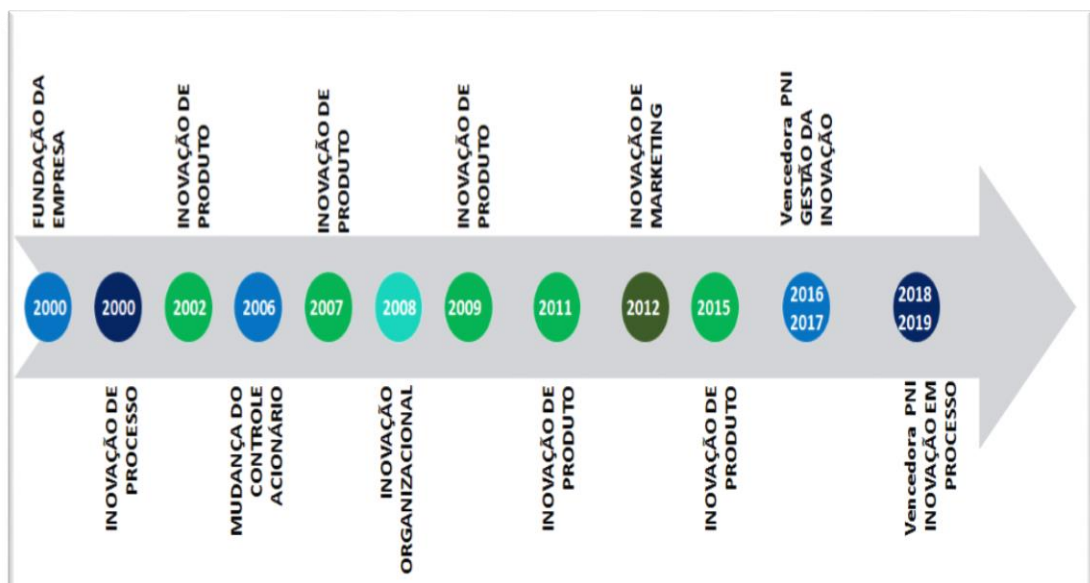 FUNDAÇÃO DA
EMPRESA
INOVAÇÃO DE
PRODUTO
INOVAÇÃO DE
PRODUTO
INOVAÇÃO DE
PRODUTO
INOVAÇÃO DE
MARKETING
Vencedora PNI
GESTÃO DA
INOVAÇÃO
2000
2000
2002
2006
2007
2008
2009
2011
2012
2015
2016
2017
2018
2019
INOVAÇÃO DE
PROCESSO
MUDANÇA DO
CONTROLE
ACIONÁRIO
INOVAÇÃO
ORGANIZACIONAL
INOVAÇÃO DE
PRODUTO
INOVAÇÃO DE
PRODUTO
Vencedora PNI
INOVAÇÃO EM
PROCESSO